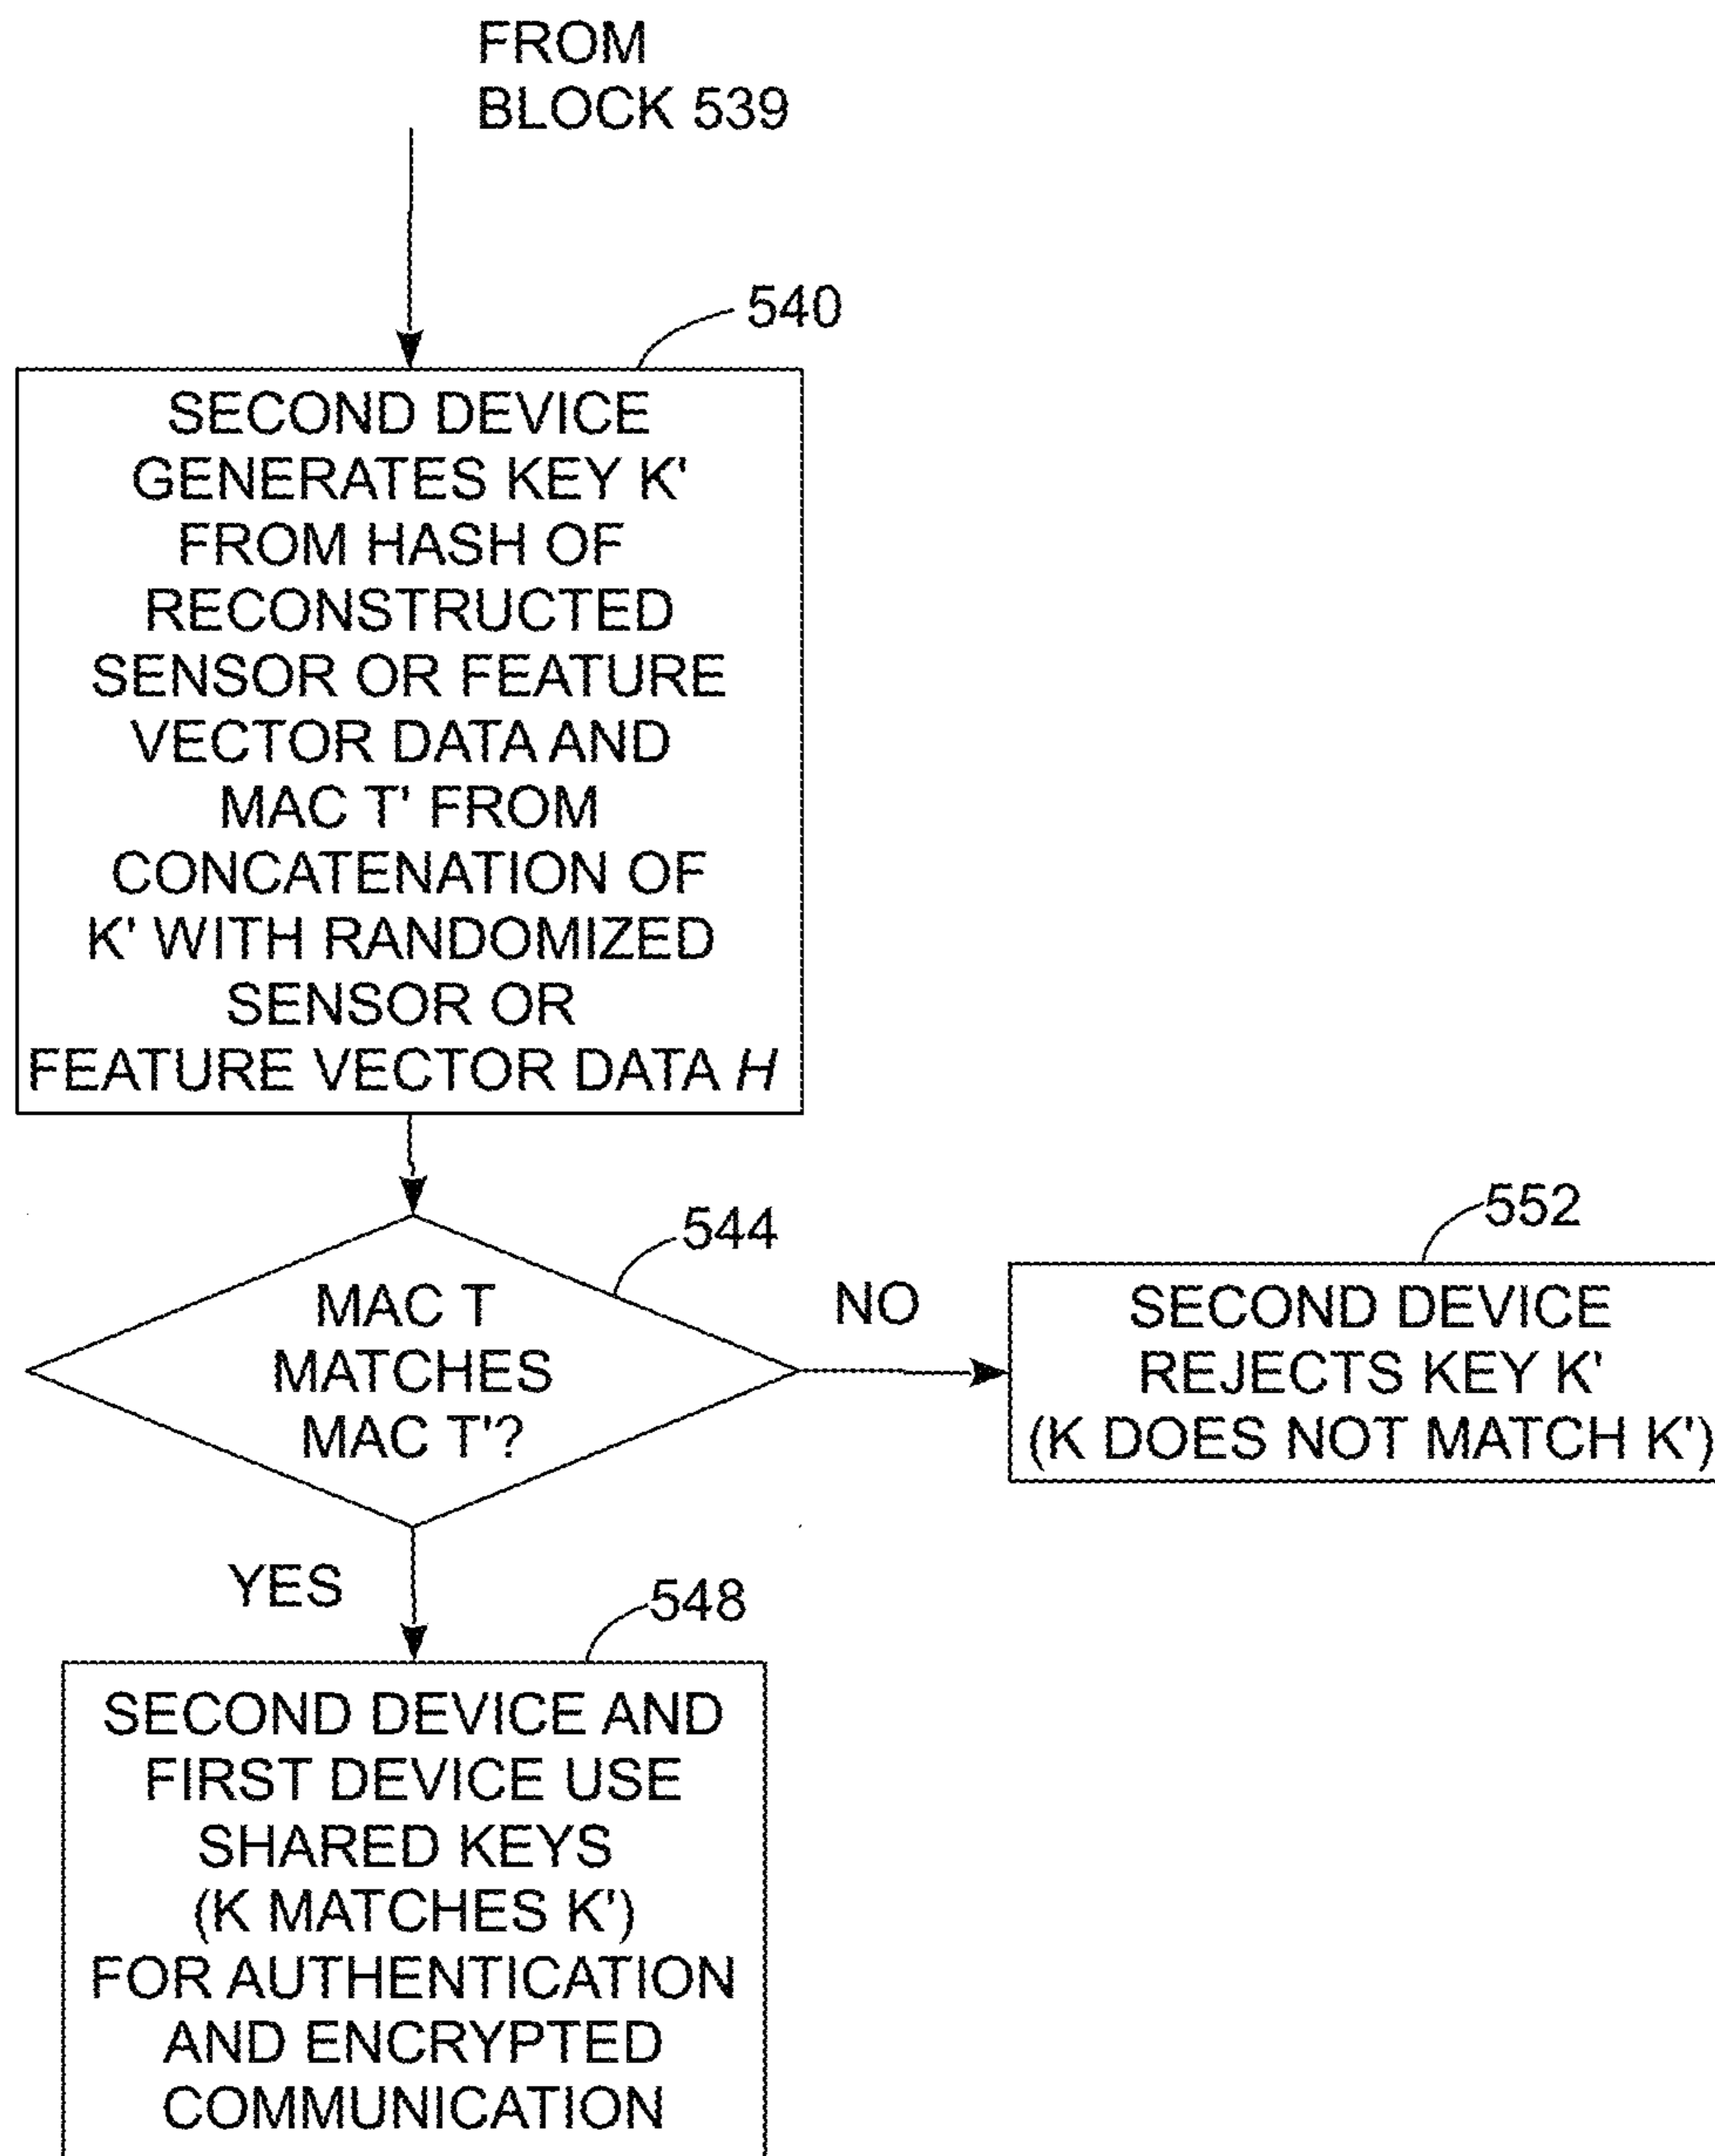 FROM
BLOCK 539
540
SECOND DEVICE
GENERATES KEY K'
FROM HASH OF
RECONSTRUCTED
SENSOR OR FEATURE
VECTOR DATA AND
MAC T' FROM
CONCATENATION OF
K' WITH RANDOMIZED
SENSOR OR
FEATURE VECTOR DATA H
544
MAC T
MATCHES
MAC T'?
NO
552
SECOND DEVICE
REJECTS KEY K'
(K DOES NOT MATCH K')
YES
548
SECOND DEVICE AND
FIRST DEVICE USE
SHARED KEYS
(K MATCHES K')
FOR AUTHENTICATION
AND ENCRYPTED
COMMUNICATION